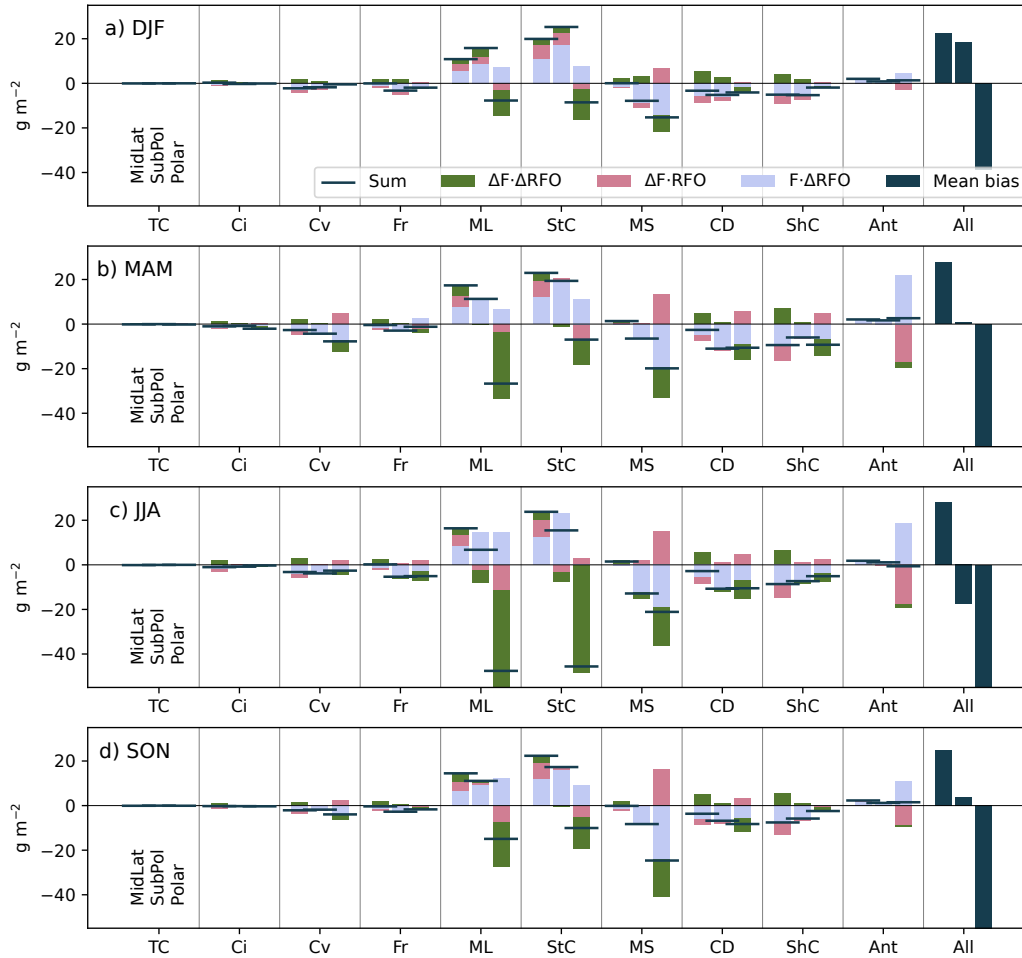 a) DJF
g m⁻²
20
0
−20
−40
MidLat
SubPol
Polar
Sum
ΔF·ΔRFO
ΔF·RFO
F·ΔRFO
Mean bias
TC Ci Cv Fr ML StC MS CD ShC Ant All
b) MAM
g m⁻²
20
0
−20
−40
MidLat
SubPol
Polar
TC Ci Cv Fr ML StC MS CD ShC Ant All
c) JJA
g m⁻²
20
0
−20
−40
MidLat
SubPol
Polar
TC Ci Cv Fr ML StC MS CD ShC Ant All
d) SON
g m⁻²
20
0
−20
−40
MidLat
SubPol
Polar
TC Ci Cv Fr ML StC MS CD ShC Ant All